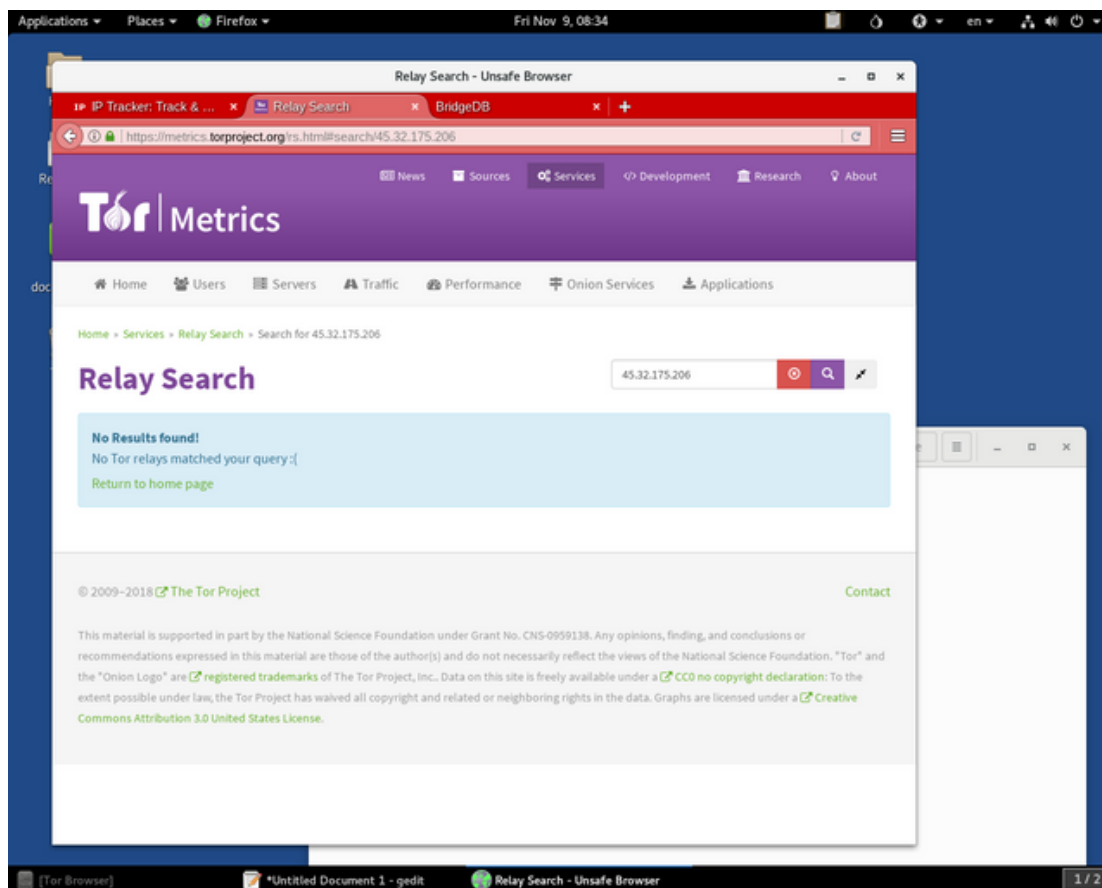 Applications Places Firefox Fri Nov 9, 08:34 en
Relay Search - Unsafe Browser
IP IP Tracker: Track & ... Relay Search BridgeDB
https://metrics.torproject.org/rs.html#search/45.32.175.206
News Sources Services Development Research About
Tor Metrics
Home Users Servers Traffic Performance Onion Services Applications
Home » Services » Relay Search » Search for 45.32.175.206
Relay Search 45.32.175.206
No Results found!
No Tor relays matched your query :(
Return to home page
© 2009–2018 The Tor Project Contact
This material is supported in part by the National Science Foundation under Grant No. CNS-0959138. Any opinions, finding, and conclusions or
recommendations expressed in this material are those of the author(s) and do not necessarily reflect the views of the National Science Foundation. "Tor" and
the "Onion Logo" are registered trademarks of The Tor Project, Inc.. Data on this site is freely available under a CC0 no copyright declaration: To the
extent possible under law, the Tor Project has waived all copyright and related or neighboring rights in the data. Graphs are licensed under a Creative
Commons Attribution 3.0 United States License.
[Tor Browser] *Untitled Document 1 - gedit Relay Search - Unsafe Browser 1 / 2